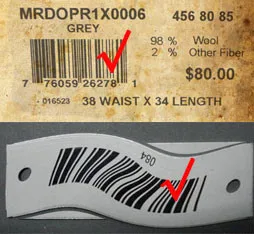 MRDOPR1X0006 456 80 85
GREY
98 % Wool
2 % Other Fiber
$80.00
7 76059 26278 1
- 016523 38 WAIST X 34 LENGTH
084